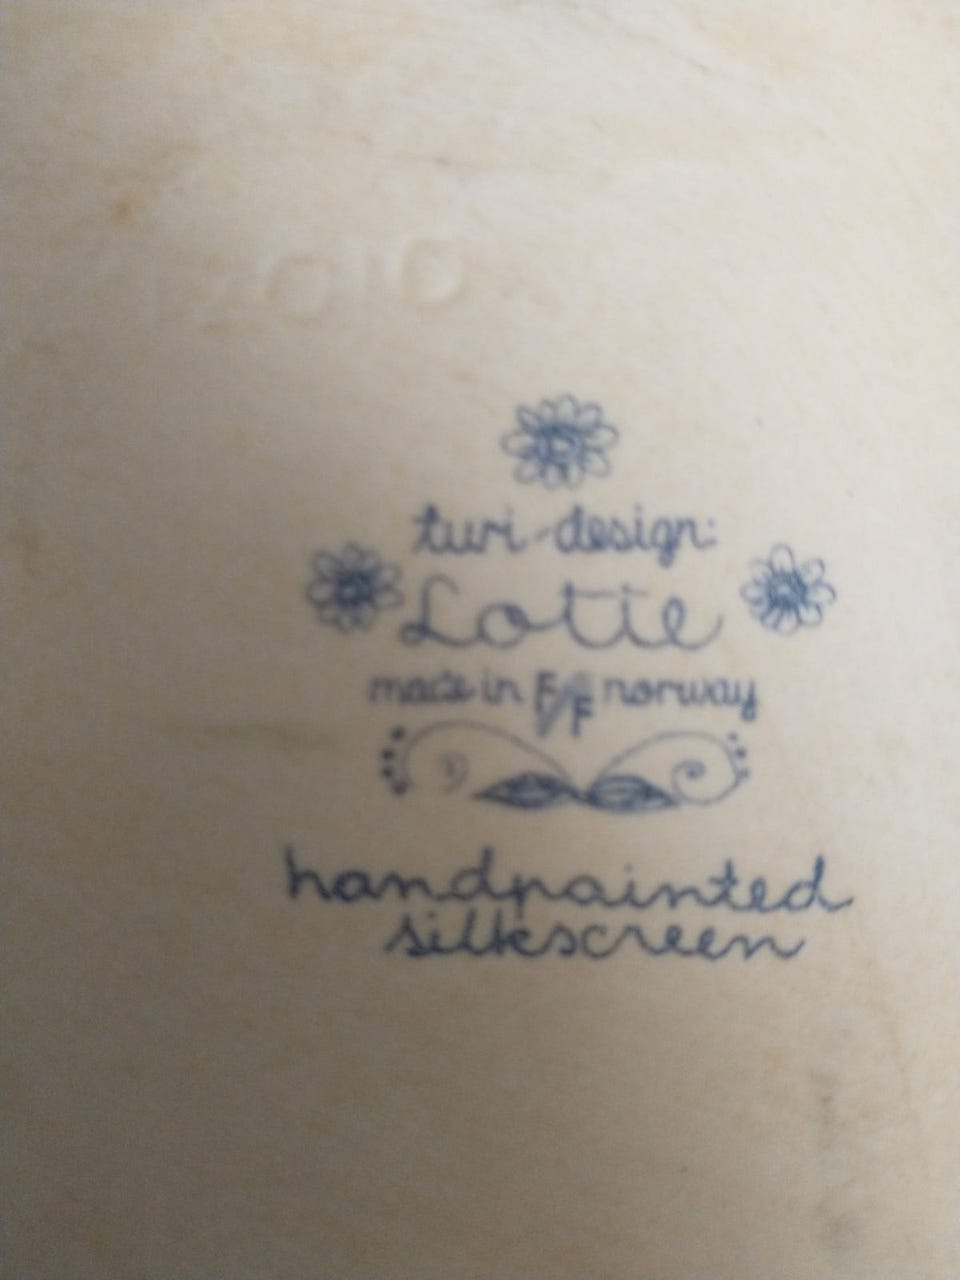 turi-design:
Lotte
made in F/F norway
handpainted
silkscreen